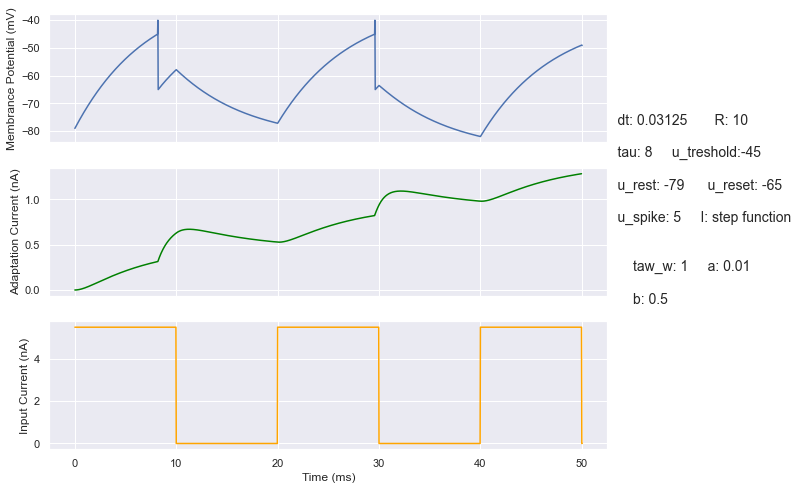 Membrance Potential (mV)
−40
−50
−60
−70
−80
Adaptation Current (nA)
1.0
0.5
0.0
Input Current (nA)
4
2
0
0 10 20 30 40 50
Time (ms)
dt: 0.03125 R: 10
tau: 8 u_treshold:-45
u_rest: -79 u_reset: -65
u_spike: 5 I: step function
taw_w: 1 a: 0.01
b: 0.5